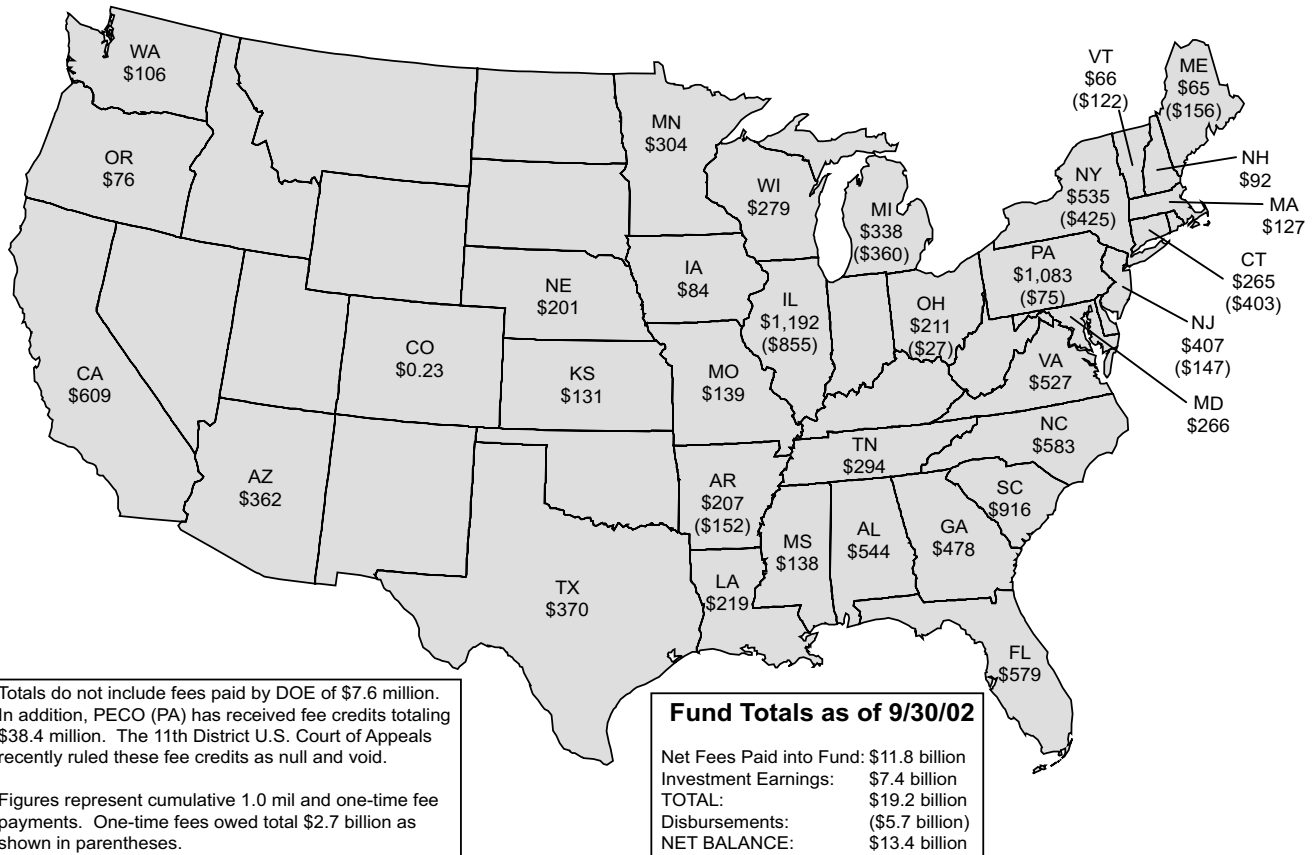 WA
$106
OR
$76
CA
$609
AZ
$362
CO
$0.23
NE
$201
KS
$131
TX
$370
MN
$304
IA
$84
MO
$139
AR
$207
($152)
LA
$219
WI
$279
IL
$1,192
($855)
MI
$338
($360)
OH
$211
($27)
TN
$294
MS
$138
AL
$544
GA
$478
FL
$579
SC
$916
NC
$583
VA
$527
PA
$1,083
($75)
NY
$535
($425)
VT
$66
($122)
ME
$65
($156)
NH
$92
MA
$127
CT
$265
($403)
NJ
$407
($147)
MD
$266
Totals do not include fees paid by DOE of $7.6 million.
In addition, PECO (PA) has received fee credits totaling
$38.4 million. The 11th District U.S. Court of Appeals
recently ruled these fee credits as null and void.
Figures represent cumulative 1.0 mil and one-time fee
payments. One-time fees owed total $2.7 billion as
shown in parentheses.
Fund Totals as of 9/30/02
Net Fees Paid into Fund: $11.8 billion
Investment Earnings: $7.4 billion
TOTAL: $19.2 billion
Disbursements: ($5.7 billion)
NET BALANCE: $13.4 billion